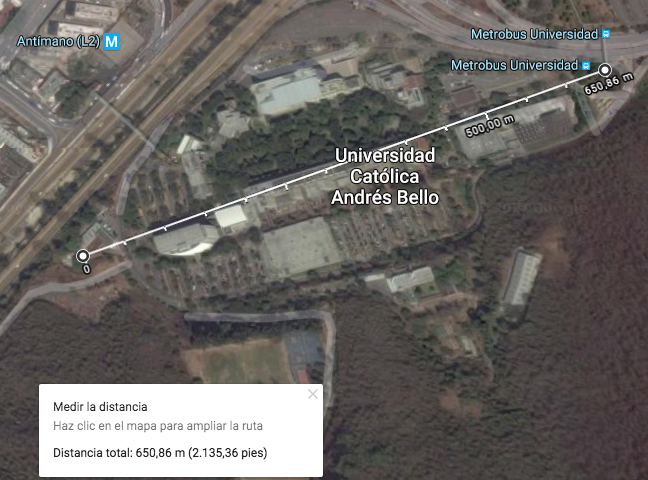 Metrobus Universidad
Antímano (L2) M
Metrobus Universidad
650,86 m
500,00 m
Universidad
Católica
Andrés Bello
0
Medir la distancia
Haz clic en el mapa para ampliar la ruta
Distancia total: 650,86 m (2.135,36 pies)